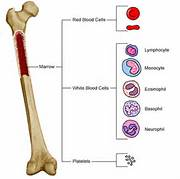 Red Blood Cells
Marrow
Lymphocyte
Monocyte
White Blood Cells
Eosinophil
Basophil
Neutrophil
Platelets